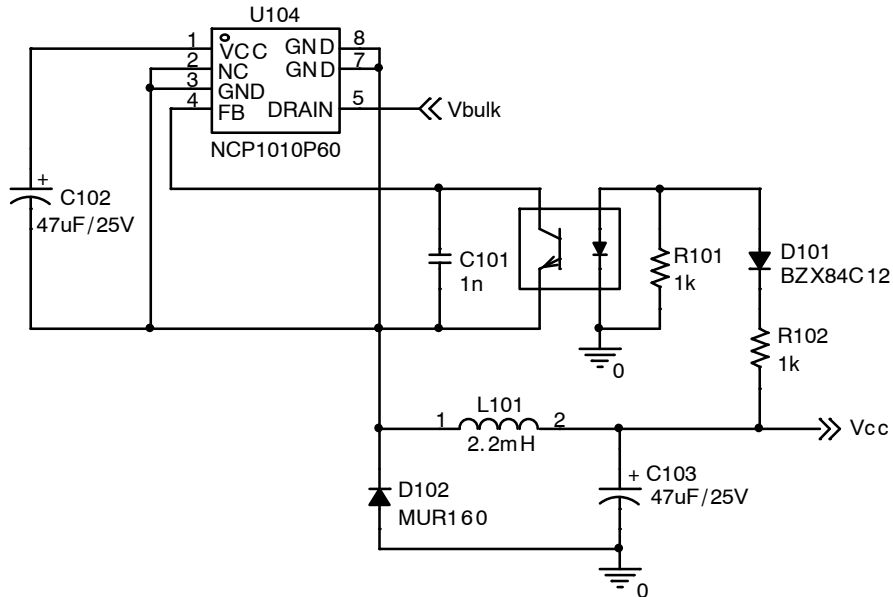 U104
1 VCC GND 8
2 NC GND 7
3 GND
4 FB DRAIN 5 Vbulk
NCP1010P60
+
C102
47uF/25V
C101
1n
R101
1k
D101
BZX84C12
R102
1k
0
L101
1 2
2.2mH
Vcc
+ C103
47uF/25V
D102
MUR160
0